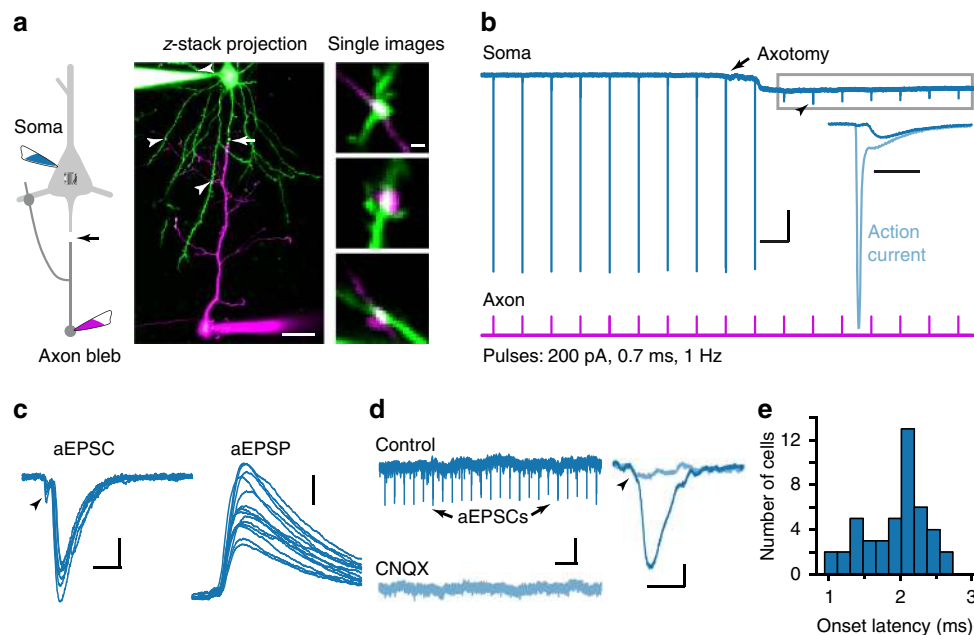 a
z-stack projection
Single images
Soma
Axon bleb
b
Soma
Axotomy
Action
current
Axon
Pulses: 200 pA, 0.7 ms, 1 Hz
c
aEPSC
aEPSP
d
Control
aEPSCs
CNQX
e
Number of cells
12
8
4
0
1
2
3
Onset latency (ms)